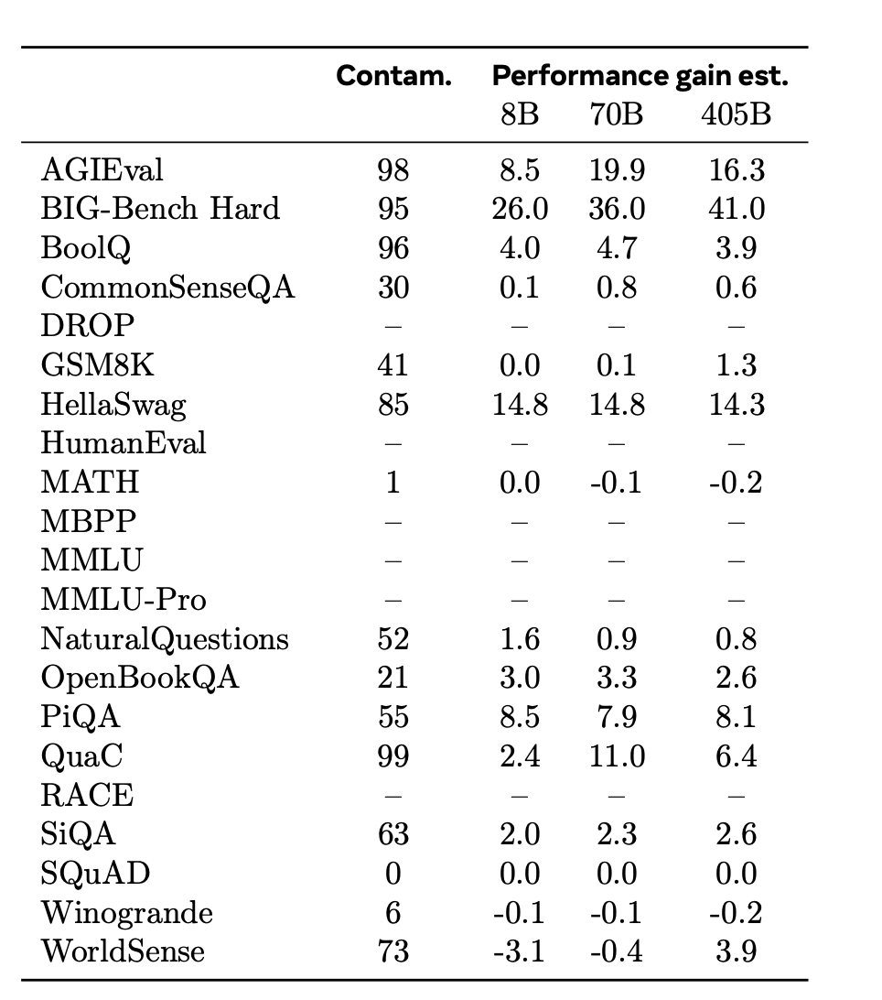 Contam. Performance gain est.
8B 70B 405B
AGIEval 98 8.5 19.9 16.3
BIG-Bench Hard 95 26.0 36.0 41.0
BoolQ 96 4.0 4.7 3.9
CommonSenseQA 30 0.1 0.8 0.6
DROP – – – –
GSM8K 41 0.0 0.1 1.3
HellaSwag 85 14.8 14.8 14.3
HumanEval – – – –
MATH 1 0.0 -0.1 -0.2
MBPP – – – –
MMLU – – – –
MMLU-Pro – – – –
NaturalQuestions 52 1.6 0.9 0.8
OpenBookQA 21 3.0 3.3 2.6
PiQA 55 8.5 7.9 8.1
QuaC 99 2.4 11.0 6.4
RACE – – – –
SiQA 63 2.0 2.3 2.6
SQuAD 0 0.0 0.0 0.0
Winogrande 6 -0.1 -0.1 -0.2
WorldSense 73 -3.1 -0.4 3.9